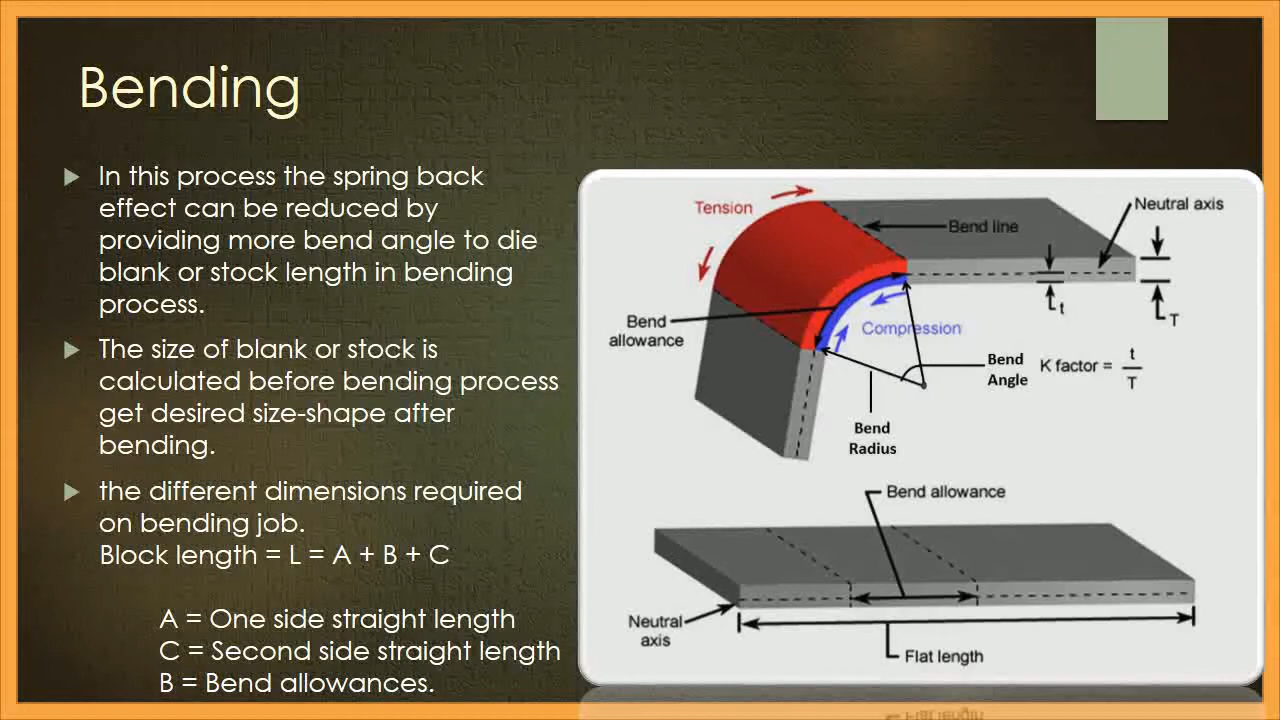 Bending
In this process the spring back
effect can be reduced by
providing more bend angle to die
blank or stock length in bending
process.
The size of blank or stock is
calculated before bending process
get desired size-shape after
bending.
the different dimensions required
on bending job.
Block length = L = A + B + C
A = One side straight length
C = Second side straight length
B = Bend allowances.
Tension
Bend line
Neutral axis
t
T
Bend
allowance
Compression
Bend
Angle
K factor = t
T
Bend
Radius
Bend allowance
Neutral
axis
Flat length